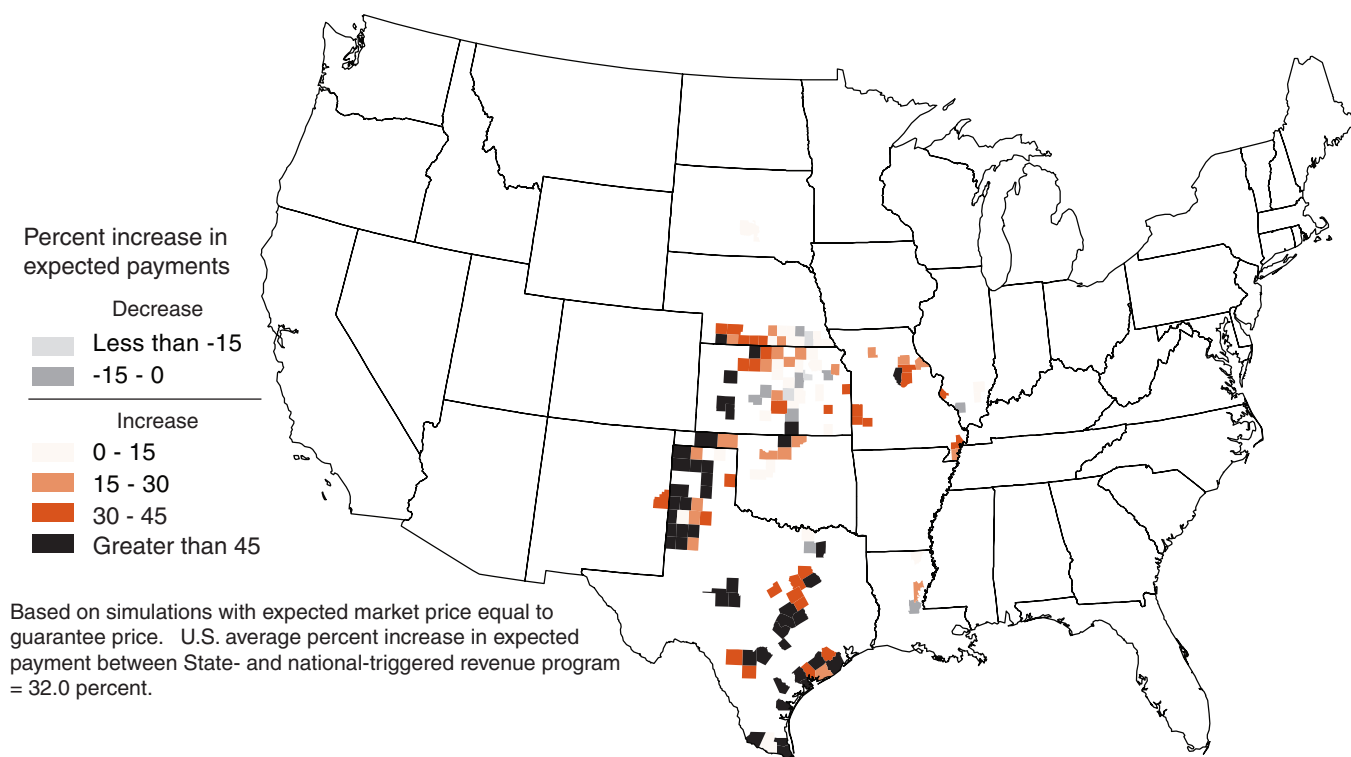 Percent increase in
expected payments
Decrease
Less than -15
-15 - 0
Increase
0 - 15
15 - 30
30 - 45
Greater than 45
Based on simulations with expected market price equal to
guarantee price. U.S. average percent increase in expected
payment between State- and national-triggered revenue program
= 32.0 percent.